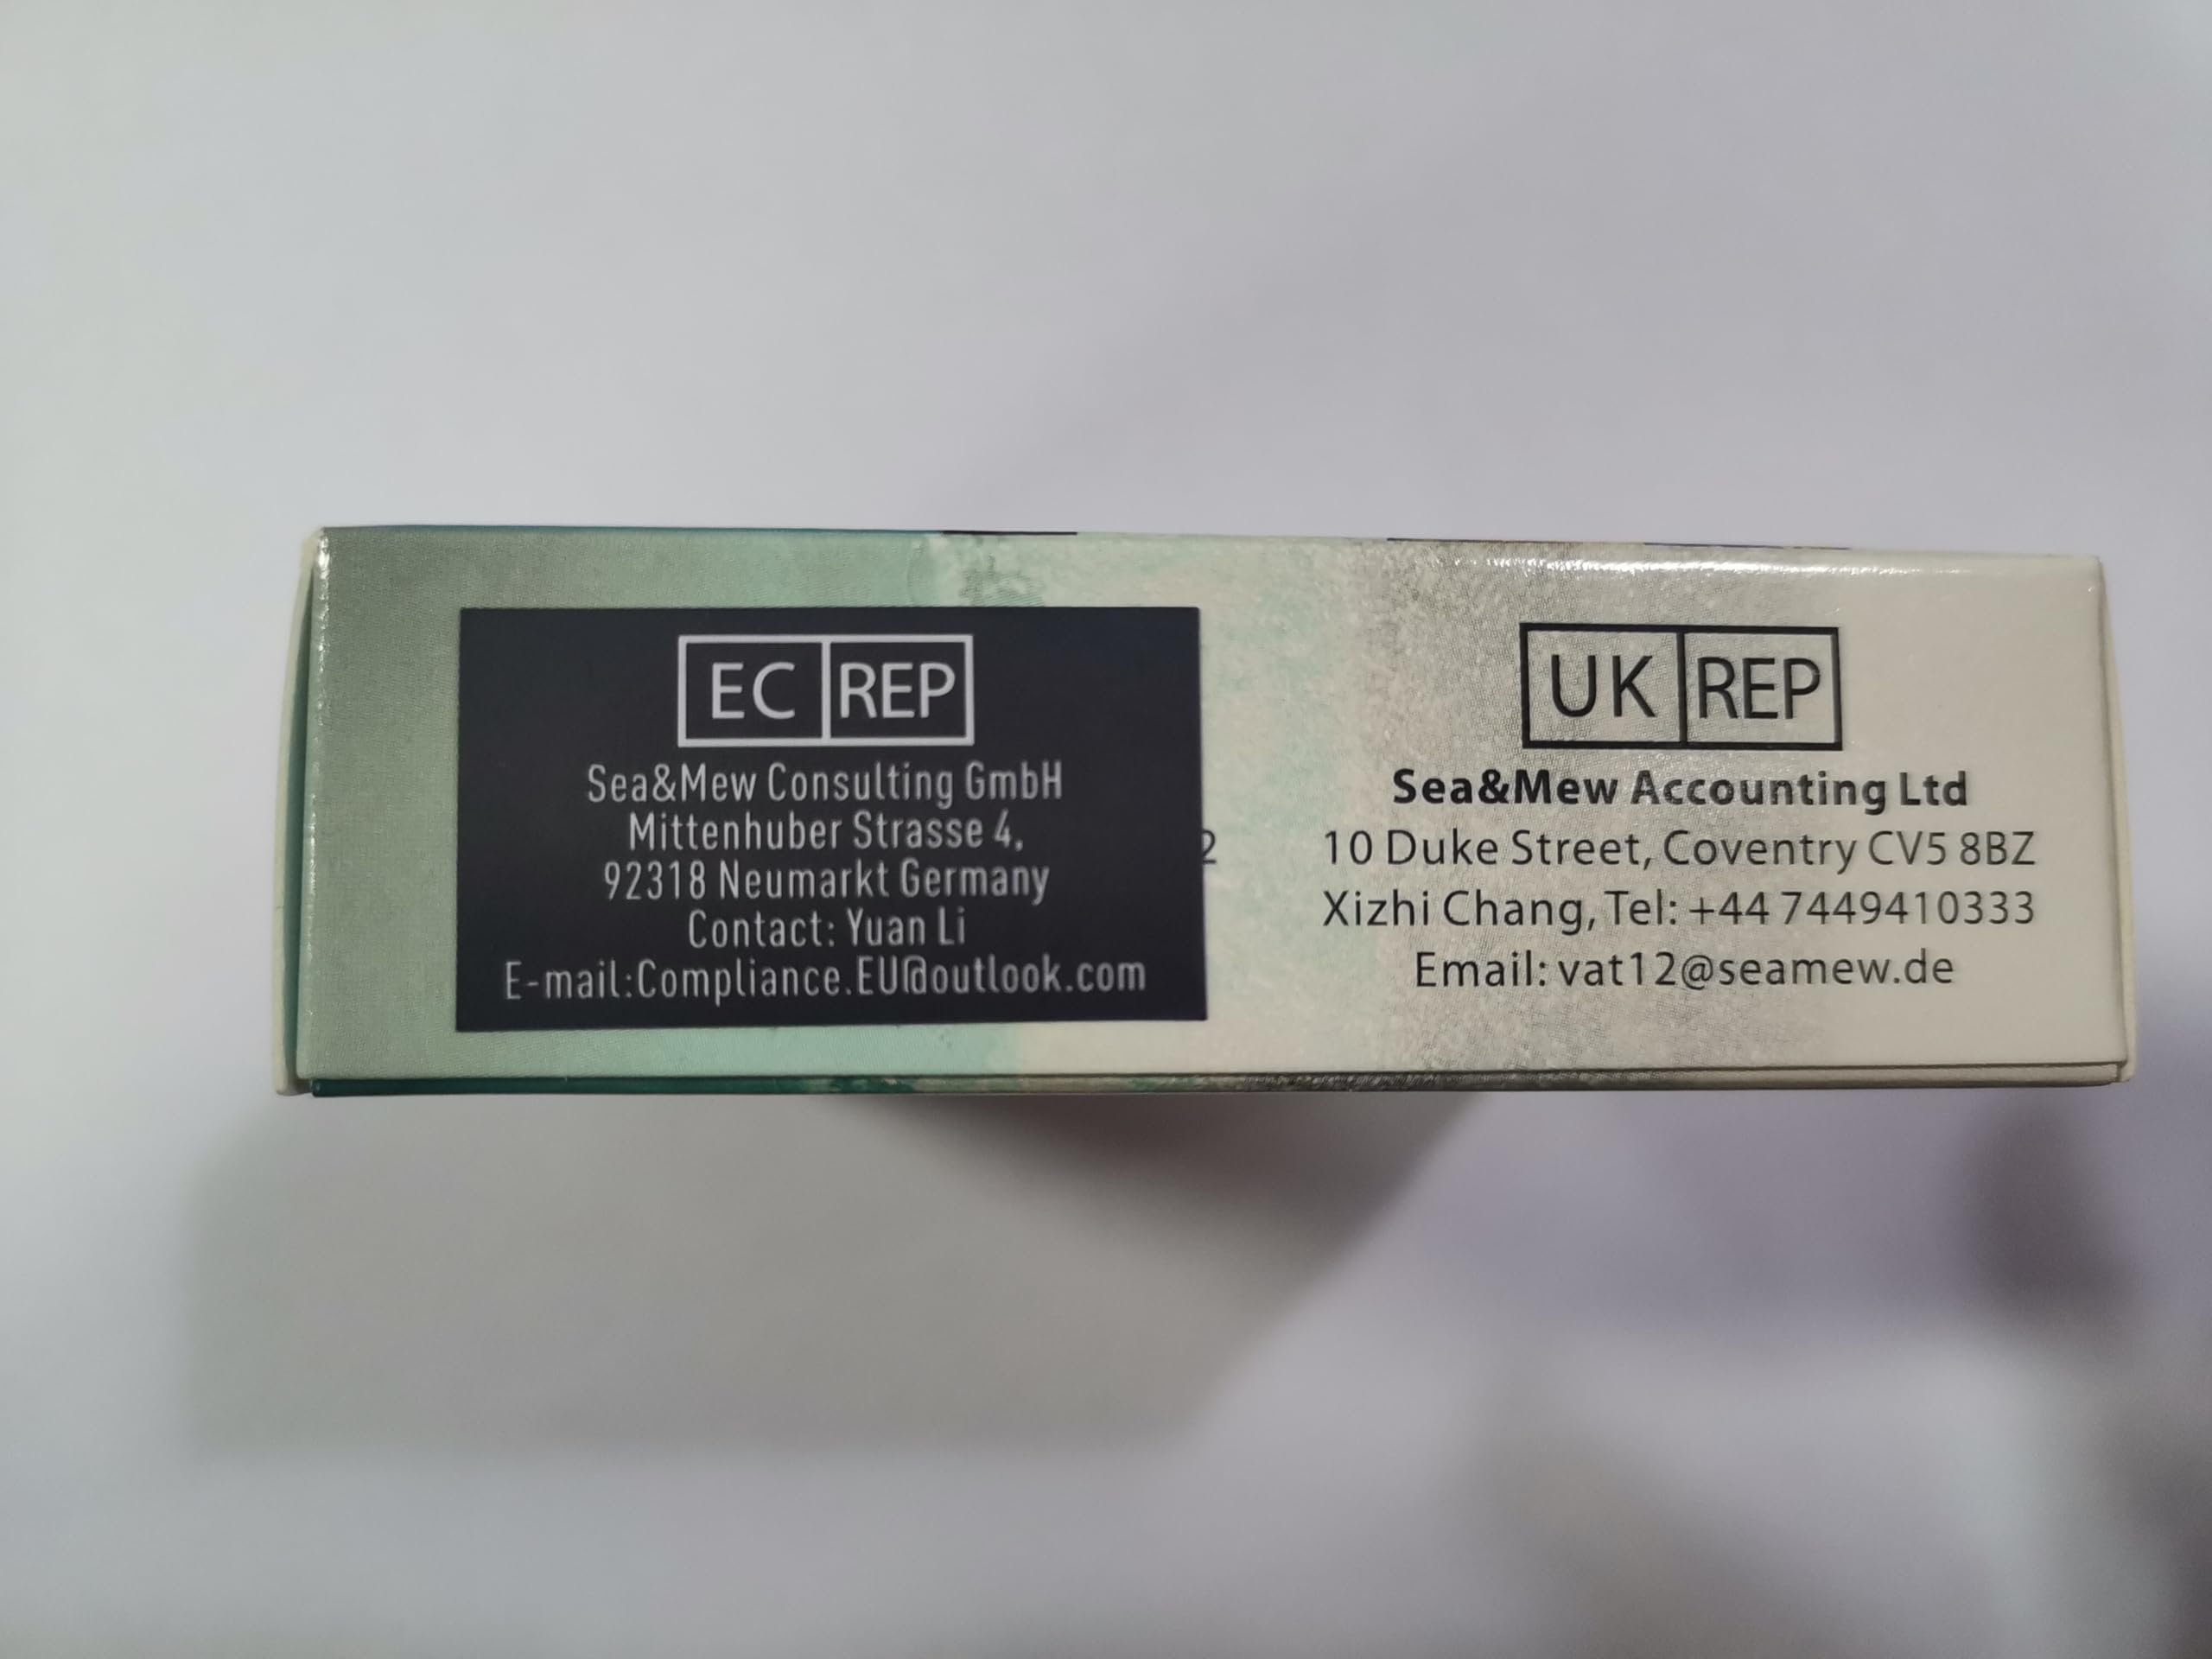 EC REP
Sea&Mew Consulting GmbH
Mittenhuber Strasse 4,
92318 Neumarkt Germany
Contact: Yuan Li
E-mail:Compliance.EU@outlook.com
2
UK REP
Sea&Mew Accounting Ltd
10 Duke Street, Coventry CV5 8BZ
Xizhi Chang, Tel: +44 7449410333
Email: vat12@seamew.de